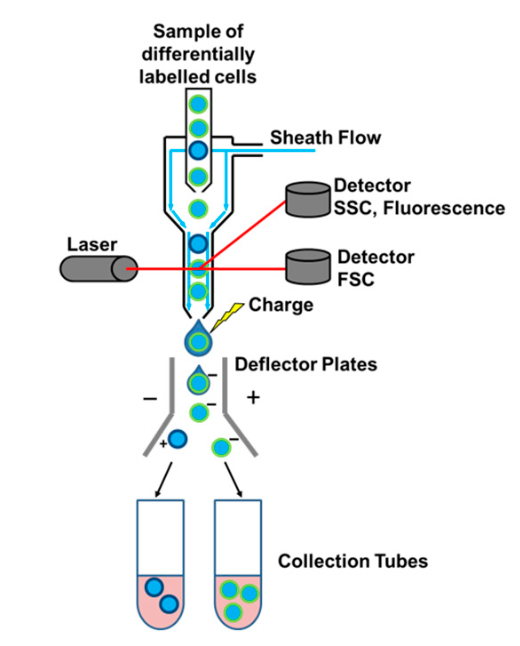 Sample of
differentially
labelled cells
Sheath Flow
Detector
SSC, Fluorescence
Laser
Detector
FSC
Charge
Deflector Plates
−
−
−
+
+
−
Collection Tubes